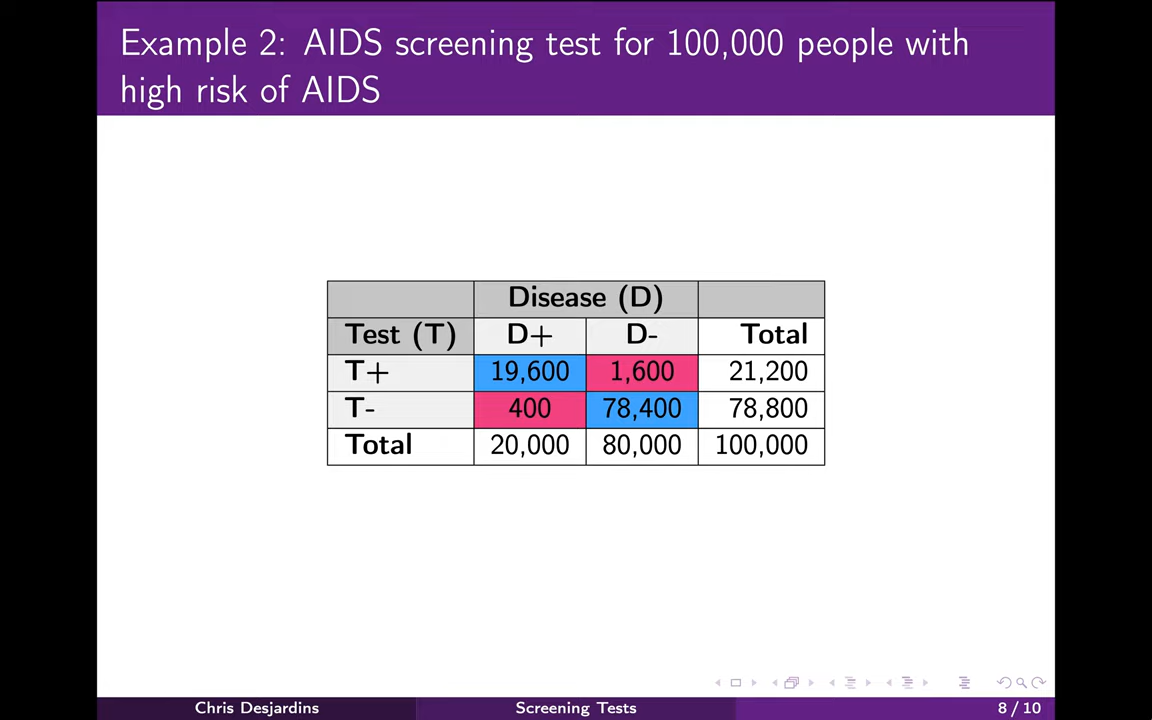 Example 2: AIDS screening test for 100,000 people with
high risk of AIDS
Disease (D)
Test (T) D+ D- Total
T+ 19,600 1,600 21,200
T- 400 78,400 78,800
Total 20,000 80,000 100,000
Chris Desjardins Screening Tests 8 / 10